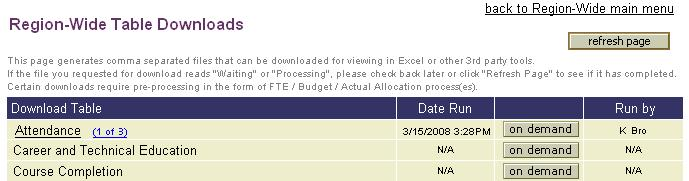 back to Region-Wide main menu
Region-Wide Table Downloads
refresh page
This page generates comma separated files that can be downloaded for viewing in Excel or other 3rd party tools.
If the file you requested for download reads "Waiting" or "Processing", please check back later or click "Refresh Page" to see if it has completed.
Certain downloads require pre-processing in the form of FTE / Budget / Actual Allocation process(es).
Download Table Date Run Run by
Attendance (1 of 3) 3/15/2008 3:28PM on demand K Bro
Career and Technical Education N/A on demand N/A
Course Completion N/A on demand N/A